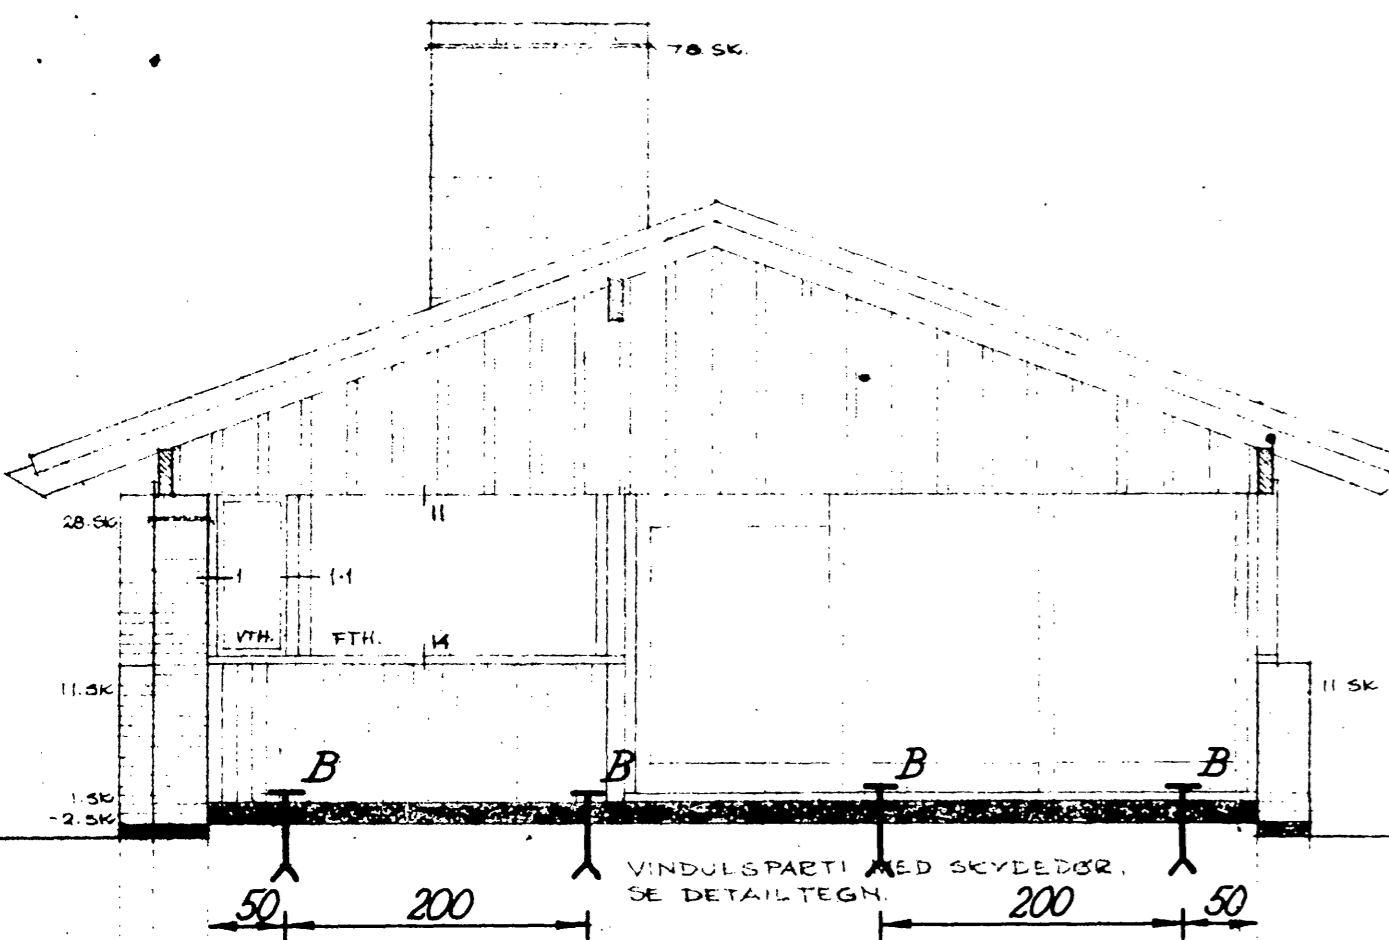 78 SK.
28 SK
11
1
1·1
VTH.
FTH.
14
11.SK
11 SK
B
B
B
B
1.SK
-2.SK
VINDUESPARTI MED SKYDEDØR.
SE DETAILTEGN.
50
200
200
50